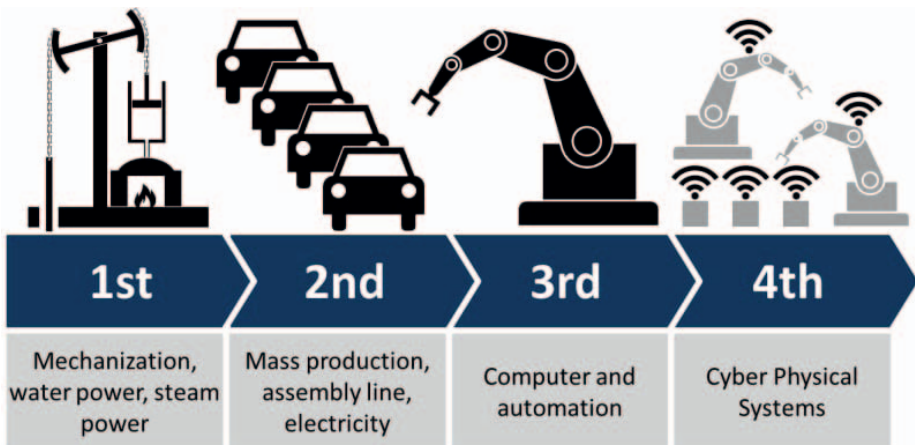 1st
2nd
3rd
4th
Mechanization,
water power, steam
power
Mass production,
assembly line,
electricity
Computer and
automation
Cyber Physical
Systems